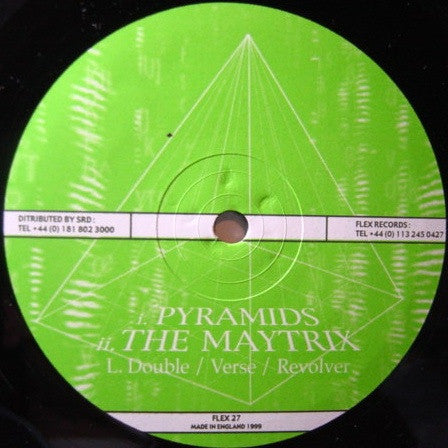 DITRJBUTED BY SRD :
TEL +44 (0) 181 802 3000
FLEX RECORDS :
TEL +44 (0) 113 245 0427
i. PYRAMIDS
ii. THE MAYTRIX
L. Double / Verse / Revolver
FLEX 27
MADE IN ENGLAND 1999